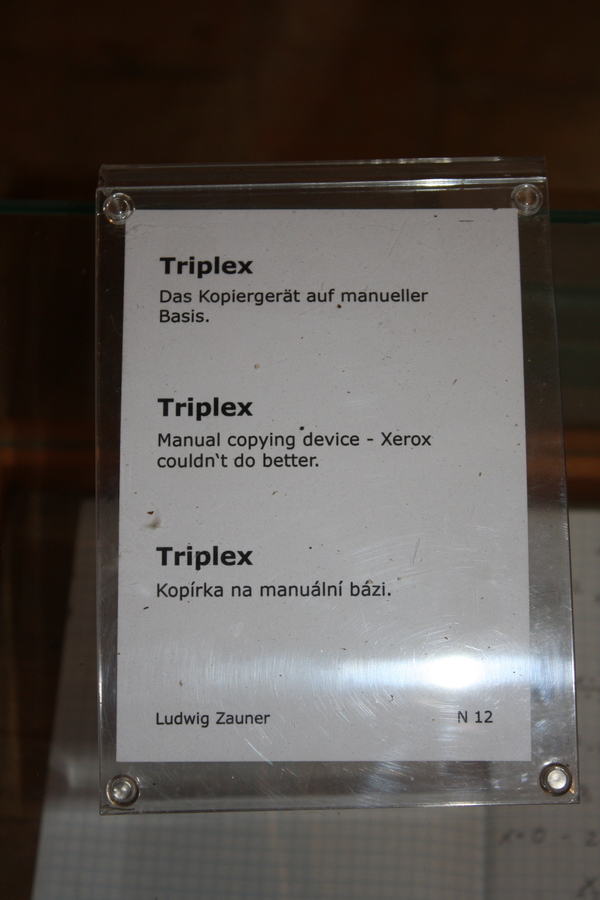 Triplex
Das Kopiergerät auf manueller
Basis.
Triplex
Manual copying device - Xerox
couldn‘t do better.
Triplex
Kopírka na manuální bázi.
Ludwig Zauner N 12